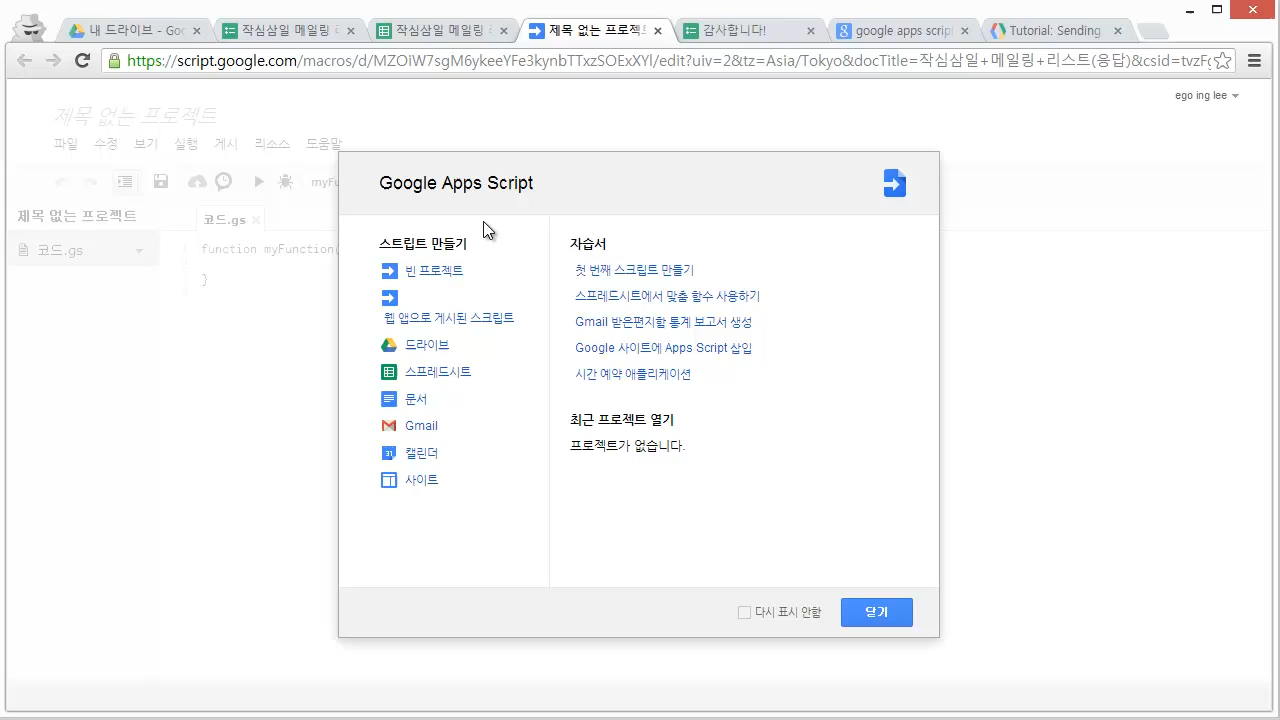 내 드라이브 - Goo
작심삼일 메일링
작심삼일 메일링
제목 없는 프로젝트
감사합니다!
google apps script
Tutorial: Sending
https://script.google.com/macros/d/MZOiW7sgM6ykeeYFe3kynbTTxzSOExXYl/edit?uiv=2&tz=Asia/Tokyo&docTitle=작심삼일+메일링+리스트(응답)&csid=tvzFg
ego ing lee
제목 없는 프로젝트
파일 수정 보기 실행 게시 리소스 도움말
myFu
제목 없는 프로젝트
코드.gs
코드.gs
function myFunction(
}
Google Apps Script
스트립트 만들기
빈 프로젝트
웹 앱으로 게시된 스크립트
드라이브
스프레드시트
문서
Gmail
캘린더
사이트
자습서
첫 번째 스크립트 만들기
스프레드시트에서 맞춤 함수 사용하기
Gmail 받은편지함 통계 보고서 생성
Google 사이트에 Apps Script 삽입
시간 예약 애플리케이션
최근 프로젝트 열기
프로젝트가 없습니다.
다시 표시 안함
닫기